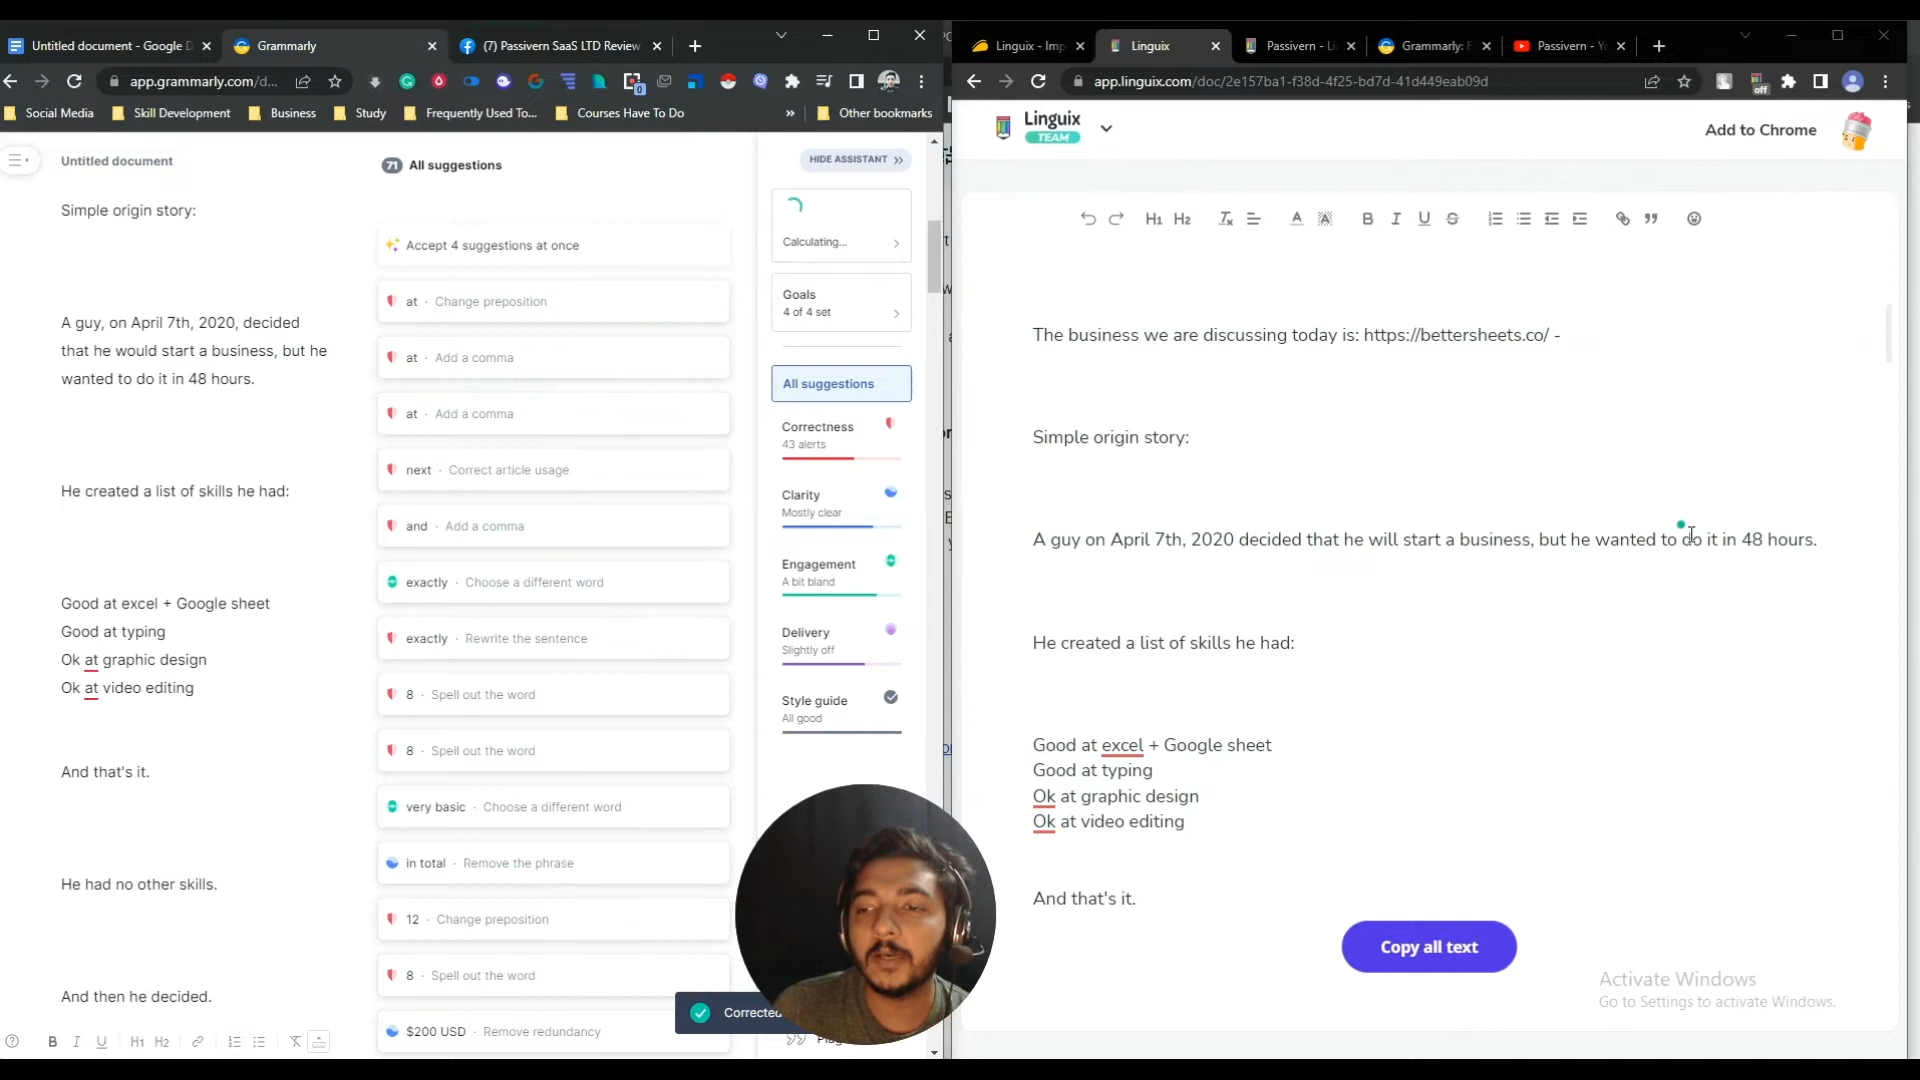 Untitled document - Google D
Grammarly
(7) Passivern SaaS LTD Review
app.grammarly.com/d...
Social Media
Skill Development
Business
Study
Frequently Used To...
Courses Have To Do
»
Other bookmarks
Untitled document
71 All suggestions
HIDE ASSISTANT »
Simple origin story:
A guy, on April 7th, 2020, decided
that he would start a business, but he
wanted to do it in 48 hours.
He created a list of skills he had:
Good at excel + Google sheet
Good at typing
Ok at graphic design
Ok at video editing
And that's it.
He had no other skills.
And then he decided.
B I U H1 H2
Accept 4 suggestions at once
at · Change preposition
at · Add a comma
at · Add a comma
next · Correct article usage
and · Add a comma
exactly · Choose a different word
exactly · Rewrite the sentence
8 · Spell out the word
8 · Spell out the word
very basic · Choose a different word
in total · Remove the phrase
12 · Change preposition
8 · Spell out the word
$200 USD · Remove redundancy
Calculating...
Goals
4 of 4 set
All suggestions
Correctness
43 alerts
Clarity
Mostly clear
Engagement
A bit bland
Delivery
Slightly off
Style guide
All good
Corrected
Linguix - Imp
Linguix
Passivern - Li
Grammarly: F
Passivern - Yo
app.linguix.com/doc/2e157ba1-f38d-4f25-bd7d-41d449eab09d
off
Linguix
TEAM
Add to Chrome
H1 H2
B I U S
The business we are discussing today is: https://bettersheets.co/ -
Simple origin story:
A guy on April 7th, 2020 decided that he will start a business, but he wanted to do it in 48 hours.
He created a list of skills he had:
Good at excel + Google sheet
Good at typing
Ok at graphic design
Ok at video editing
And that's it.
Copy all text
Activate Windows
Go to Settings to activate Windows.